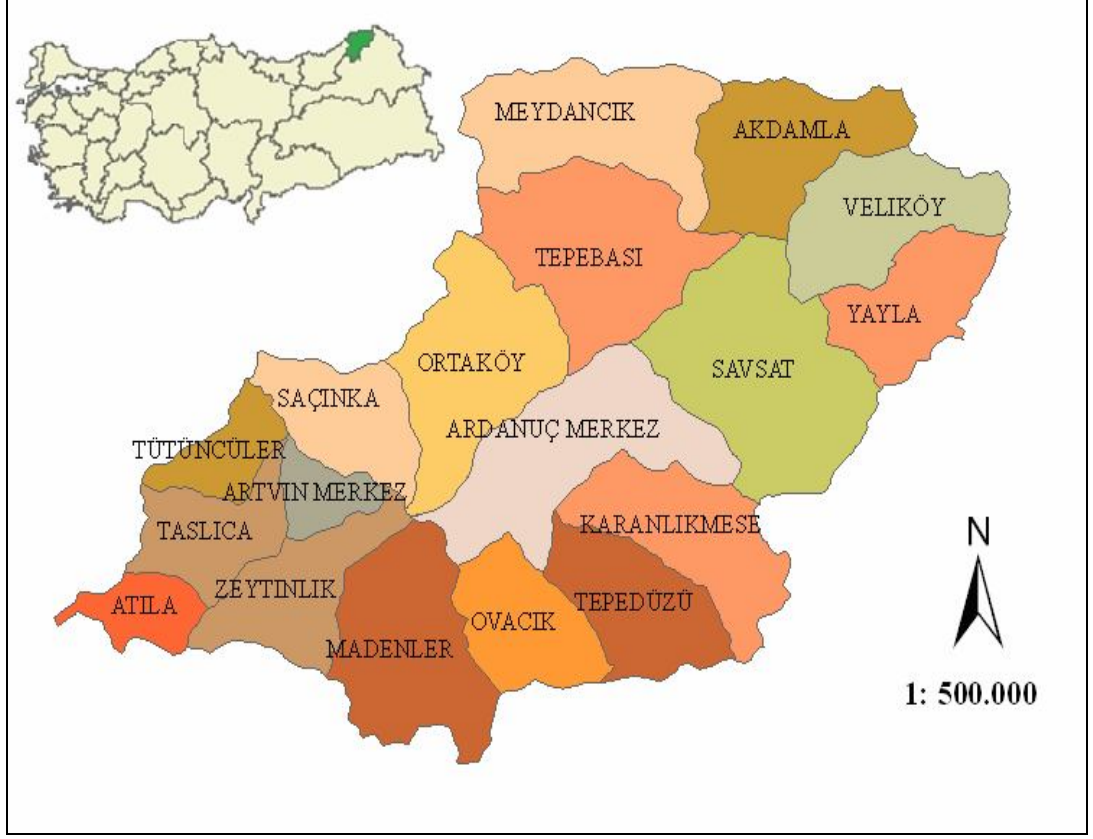 MEYDANCIK
AKDAMLA
VELIKÖY
TEPEBASI
YAYLA
ORTAKÖY
SAVSAT
SAÇINKA
ARDANUÇ MERKEZ
TÜTÜNCÜLER
ARTVIN MERKEZ
KARANLIKMESE
TASLICA
N
ZEYTINLIK
ATILA
TEPEDÜZÜ
OVACIK
MADENLER
1: 500.000